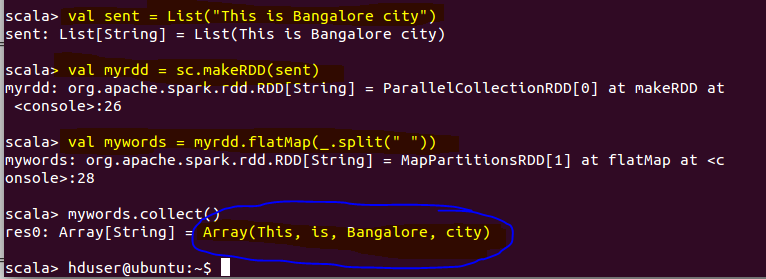 scala> val sent = List("This is Bangalore city")
sent: List[String] = List(This is Bangalore city)
scala> val myrdd = sc.makeRDD(sent)
myrdd: org.apache.spark.rdd.RDD[String] = ParallelCollectionRDD[0] at makeRDD at
<console>:26
scala> val mywords = myrdd.flatMap(_.split(" "))
mywords: org.apache.spark.rdd.RDD[String] = MapPartitionsRDD[1] at flatMap at <c
onsole>:28
scala> mywords.collect()
res0: Array[String] = Array(This, is, Bangalore, city)
scala> hduser@ubuntu:~$